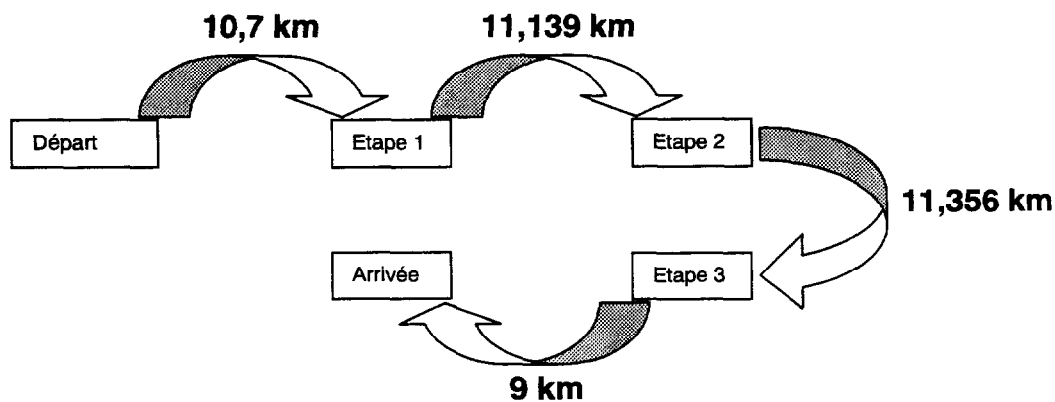 10,7 km
11,139 km
Départ
Etape 1
Etape 2
11,356 km
Arrivée
Etape 3
9 km